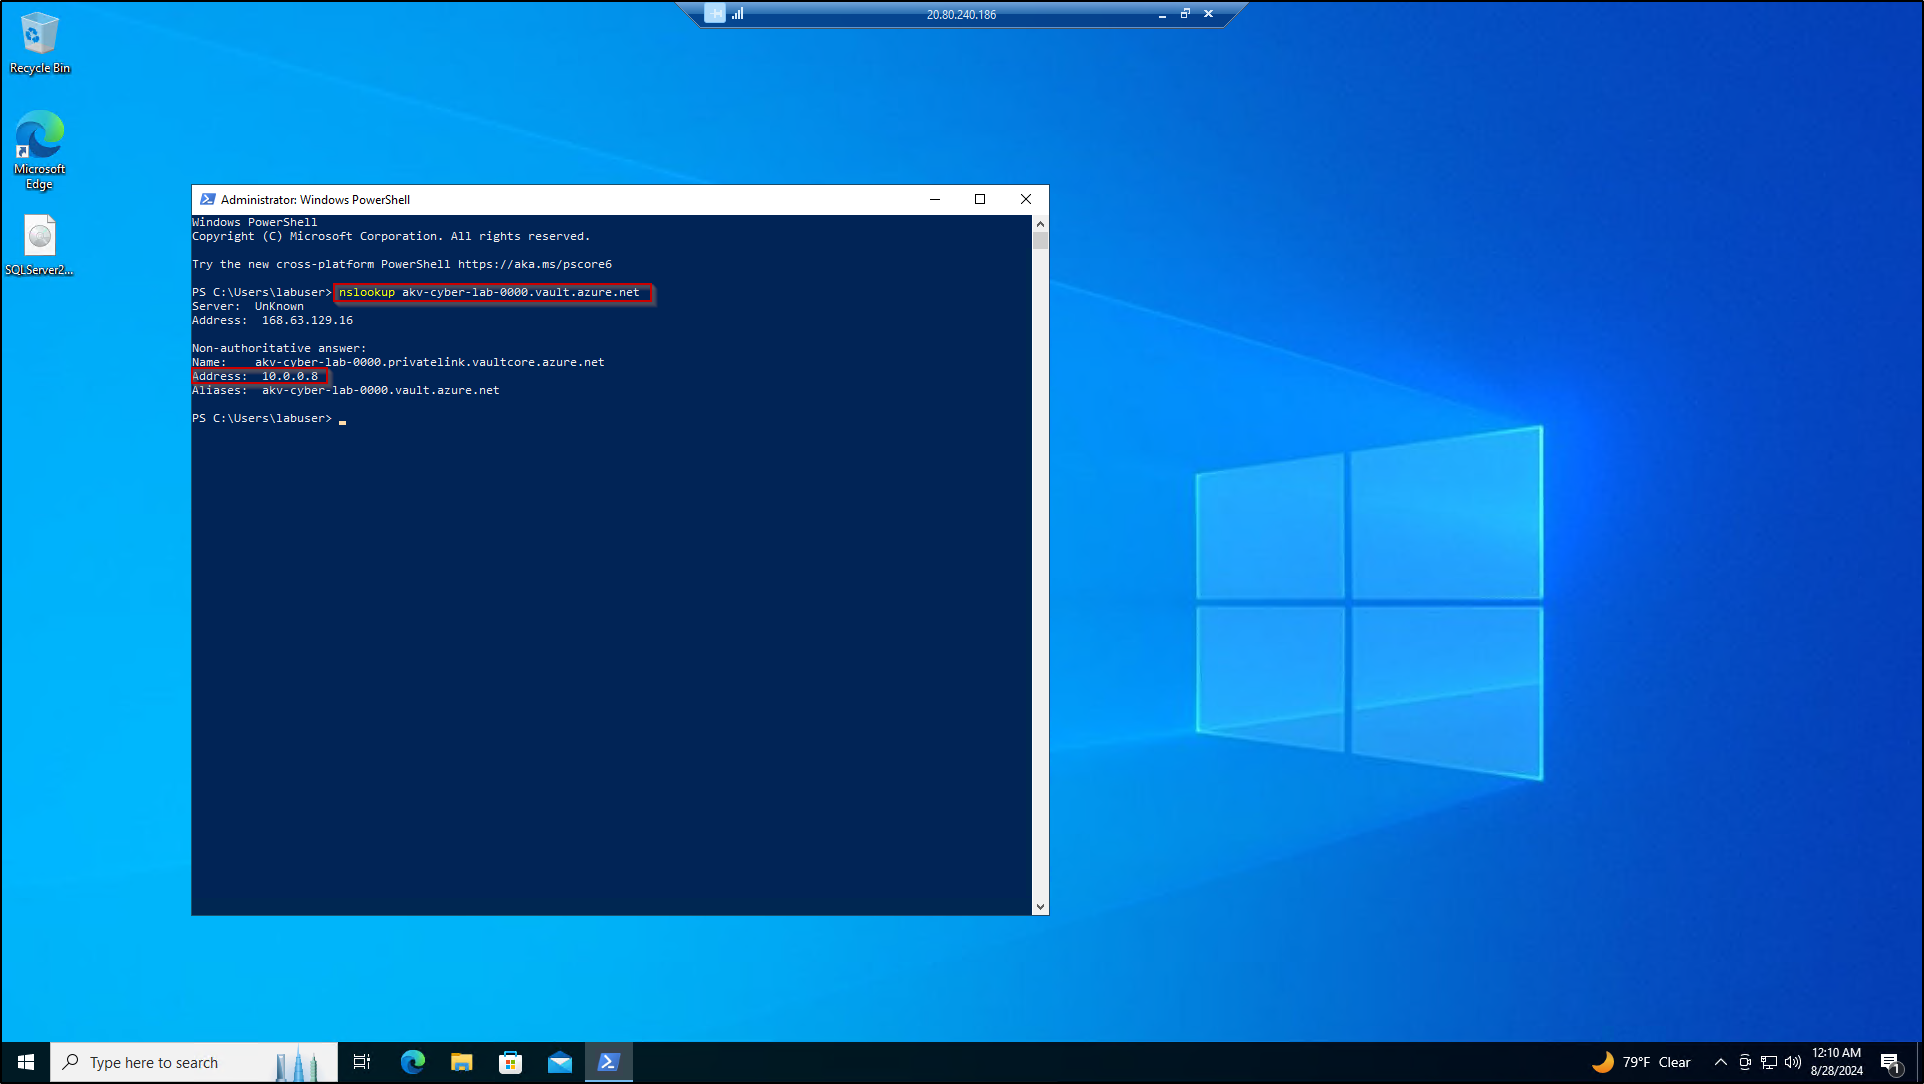 20.80.240.186
Recycle Bin
Microsoft
Edge
SQLServer2...
Administrator: Windows PowerShell
Windows PowerShell
Copyright (C) Microsoft Corporation. All rights reserved.
Try the new cross-platform PowerShell https://aka.ms/pscore6
PS C:\Users\labuser> nslookup akv-cyber-lab-0000.vault.azure.net
Server:  UnKnown
Address:  168.63.129.16
Non-authoritative answer:
Name:    akv-cyber-lab-0000.privatelink.vaultcore.azure.net
Address:  10.0.0.8
Aliases:  akv-cyber-lab-0000.vault.azure.net
PS C:\Users\labuser>
Type here to search
79°F Clear
12:10 AM
8/28/2024
1